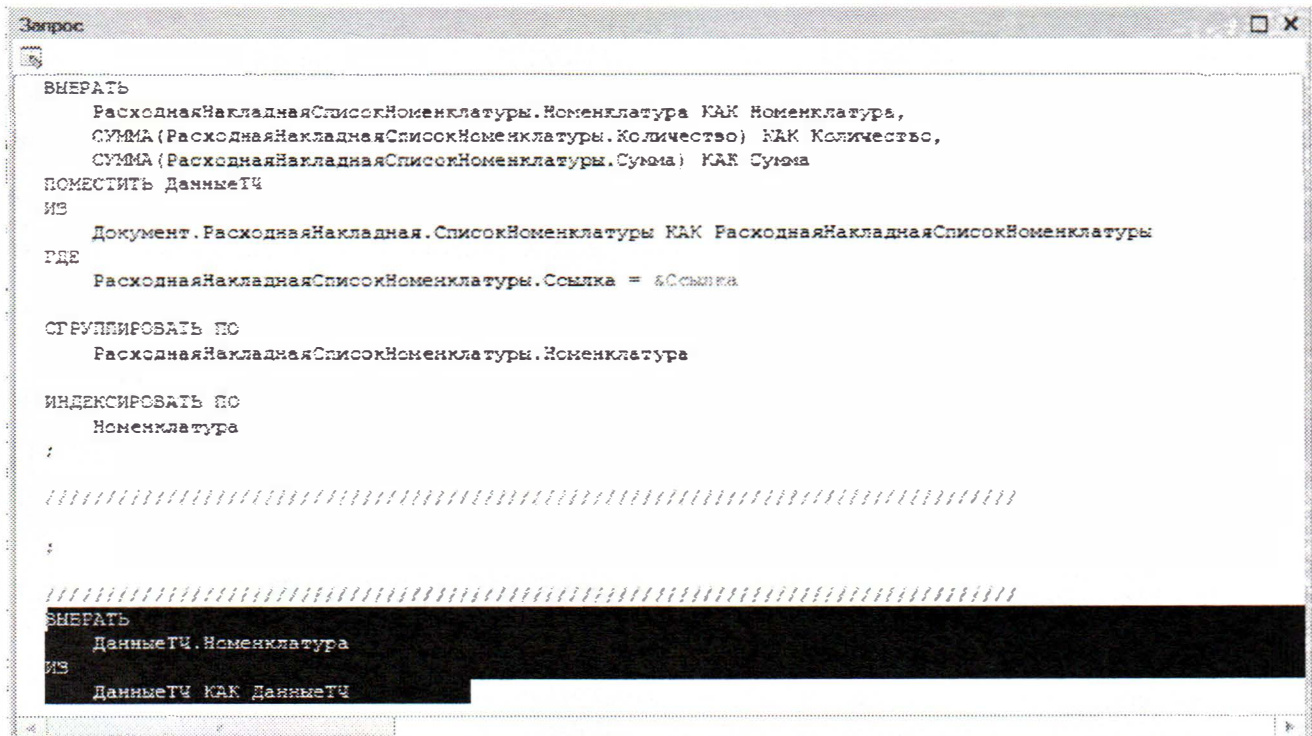 Запрос
ВЫБРАТЬ
РасходнаяНакладнаяСписокНоменклатуры.Номенклатура КАК Номенклатура,
СУММА(РасходнаяНакладнаяСписокНоменклатуры.Количество) КАК Количество,
СУММА(РасходнаяНакладнаяСписокНоменклатуры.Сумма) КАК Сумма
ПОМЕСТИТЬ ДанныеТЧ
ИЗ
Документ.РасходнаяНакладная.СписокНоменклатуры КАК РасходнаяНакладнаяСписокНоменклатуры
ГДЕ
РасходнаяНакладнаяСписокНоменклатуры.Ссылка = &Ссылка
СГРУППИРОВАТЬ ПО
РасходнаяНакладнаяСписокНоменклатуры.Номенклатура
ИНДЕКСИРОВАТЬ ПО
Номенклатура
;
////////////////////////////////////////////////////////////////////////////////
;
////////////////////////////////////////////////////////////////////////////////
ВЫБРАТЬ
ДанныеТЧ.Номенклатура
ИЗ
ДанныеТЧ КАК ДанныеТЧ